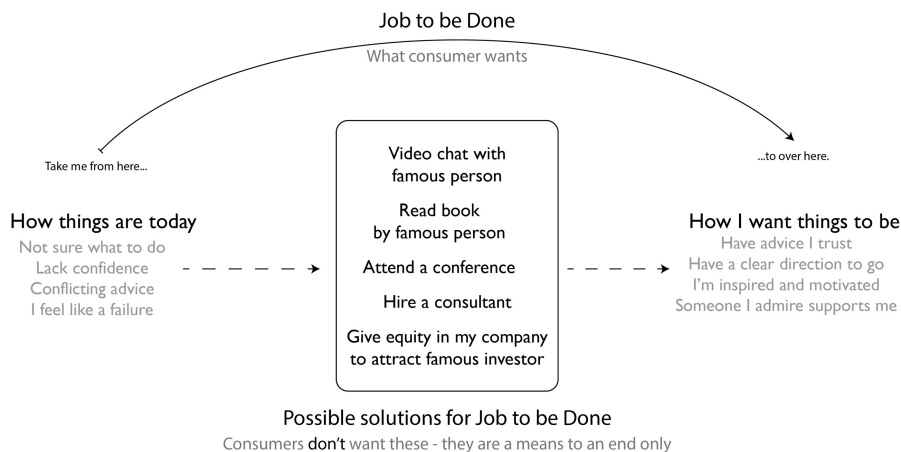 Job to be Done
What consumer wants
Take me from here...
...to over here.
How things are today
Not sure what to do
Lack confidence
Conflicting advice
I feel like a failure
Video chat with
famous person
Read book
by famous person
Attend a conference
Hire a consultant
Give equity in my company
to attract famous investor
How I want things to be
Have advice I trust
Have a clear direction to go
I'm inspired and motivated
Someone I admire supports me
Possible solutions for Job to be Done
Consumers don't want these - they are a means to an end only